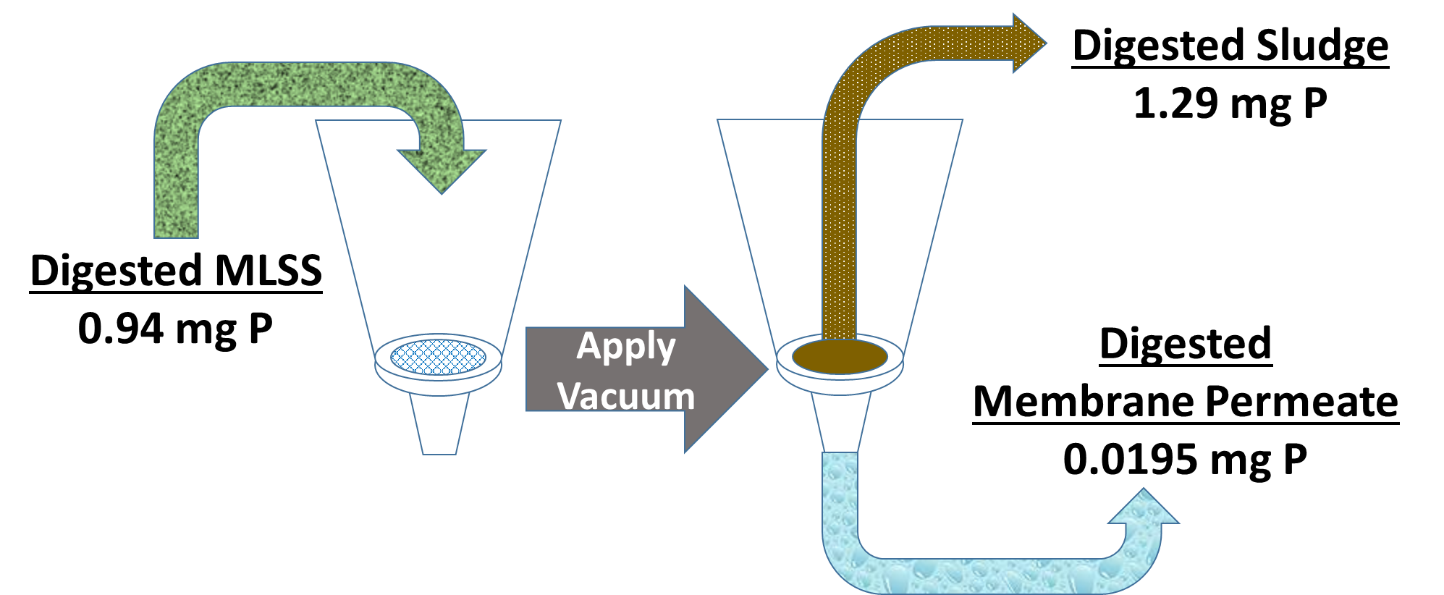 Digested MLSS
0.94 mg P
Apply
Vacuum
Digested Sludge
1.29 mg P
Digested
Membrane Permeate
0.0195 mg P